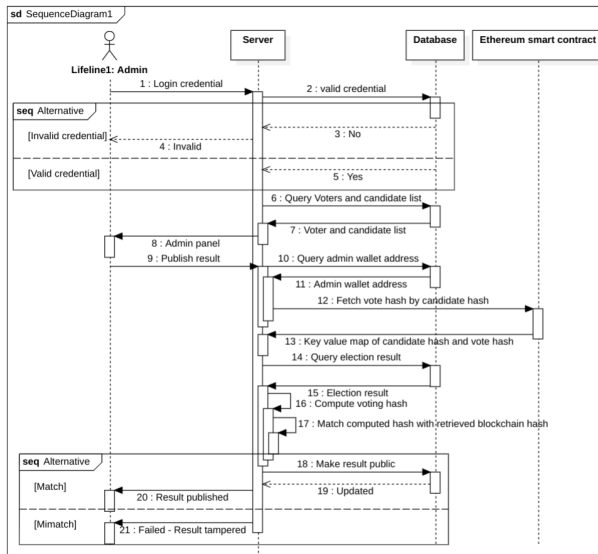 sd SequenceDiagram1
Server
Database
Ethereum smart contract
Lifeline1: Admin
1 : Login credential
2 : valid credential
seq Alternative
[Invalid credential]
3 : No
4 : Invalid
[Valid credential]
5 : Yes
6 : Query Voters and candidate list
7 : Voter and candidate list
8 : Admin panel
9 : Publish result
10 : Query admin wallet address
11 : Admin wallet address
12 : Fetch vote hash by candidate hash
13 : Key value map of candidate hash and vote hash
14 : Query election result
15 : Election result
16 : Compute voting hash
17 : Match computed hash with retrieved blockchain hash
seq Alternative
18 : Make result public
[Match]
19 : Updated
20 : Result published
[Mimatch]
21 : Failed - Result tampered